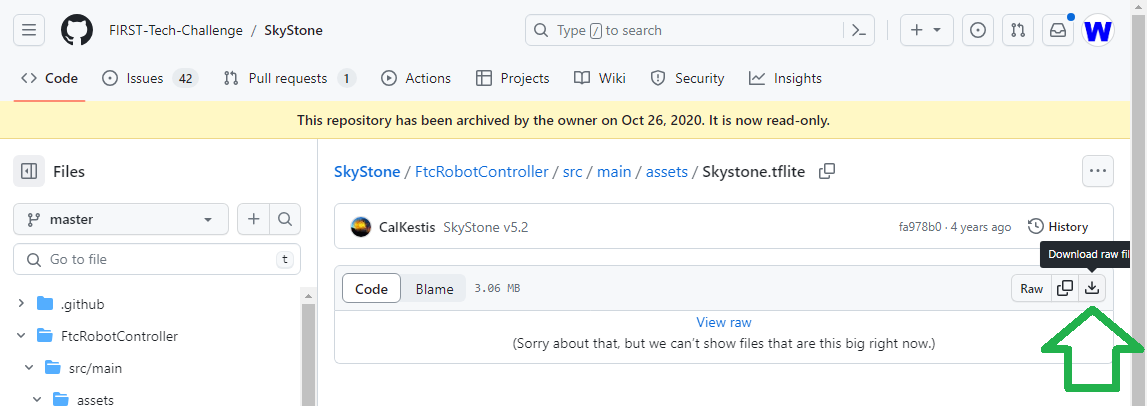 FIRST-Tech-Challenge / SkyStone
Type / to search
W
Code
Issues 42
Pull requests 1
Actions
Projects
Wiki
Security
Insights
This repository has been archived by the owner on Oct 26, 2020. It is now read-only.
Files
master
Go to file t
.github
FtcRobotController
src/main
assets
SkyStone / FtcRobotController / src / main / assets / Skystone.tflite
CalKestis SkyStone v5.2
fa978b0 · 4 years ago
History
Download raw fil
Code
Blame
3.06 MB
Raw
View raw
(Sorry about that, but we can't show files that are this big right now.)